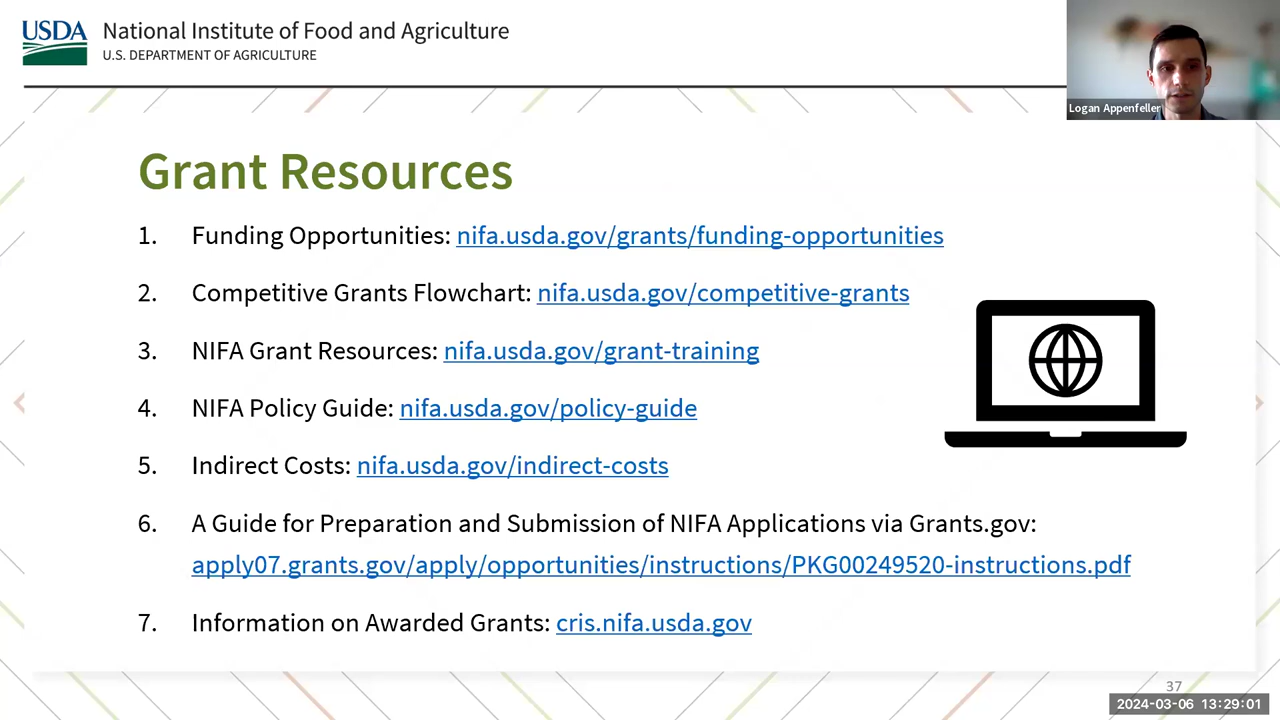 USDA
National Institute of Food and Agriculture
U.S. DEPARTMENT OF AGRICULTURE
Logan Appenfeller
Grant Resources
1. Funding Opportunities: nifa.usda.gov/grants/funding-opportunities
2. Competitive Grants Flowchart: nifa.usda.gov/competitive-grants
3. NIFA Grant Resources: nifa.usda.gov/grant-training
4. NIFA Policy Guide: nifa.usda.gov/policy-guide
5. Indirect Costs: nifa.usda.gov/indirect-costs
6. A Guide for Preparation and Submission of NIFA Applications via Grants.gov:
apply07.grants.gov/apply/opportunities/instructions/PKG00249520-instructions.pdf
7. Information on Awarded Grants: cris.nifa.usda.gov
37
2024-03-06 13:29:01